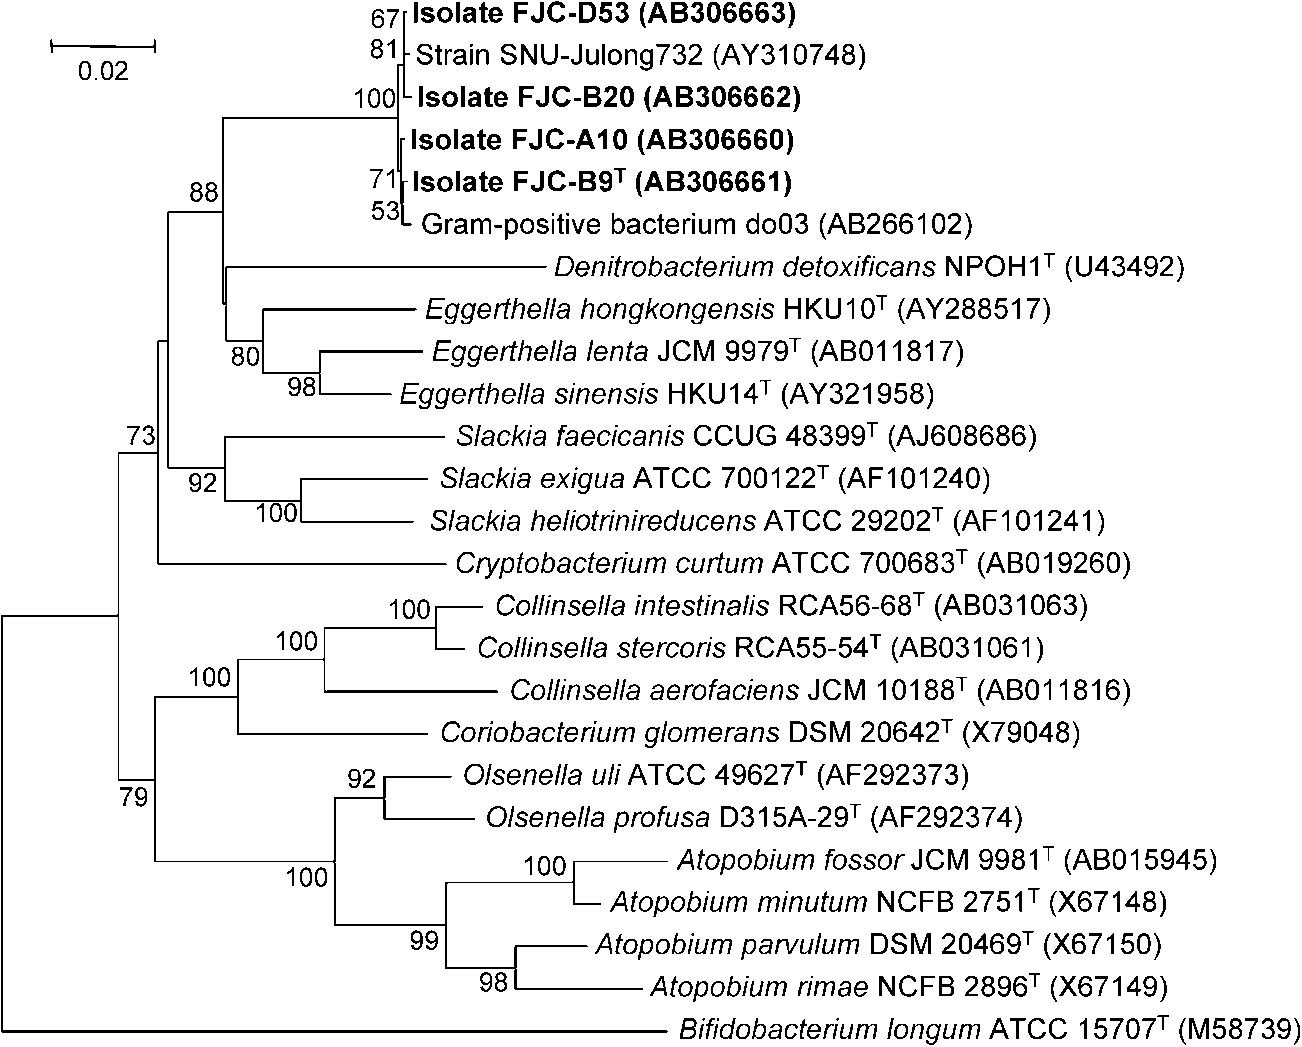 67 Isolate FJC-D53 (AB306663)
81 Strain SNU-Julong732 (AY310748)
0.02
100 Isolate FJC-B20 (AB306662)
Isolate FJC-A10 (AB306660)
71 Isolate FJC-B9ᵀ (AB306661)
88
53 Gram-positive bacterium do03 (AB266102)
Denitrobacterium detoxificans NPOH1ᵀ (U43492)
Eggerthella hongkongensis HKU10ᵀ (AY288517)
80 Eggerthella lenta JCM 9979ᵀ (AB011817)
98 Eggerthella sinensis HKU14ᵀ (AY321958)
73 Slackia faecicanis CCUG 48399ᵀ (AJ608686)
92 Slackia exigua ATCC 700122ᵀ (AF101240)
100 Slackia heliotrinireducens ATCC 29202ᵀ (AF101241)
Cryptobacterium curtum ATCC 700683ᵀ (AB019260)
100 Collinsella intestinalis RCA56-68ᵀ (AB031063)
100 Collinsella stercoris RCA55-54ᵀ (AB031061)
100 Collinsella aerofaciens JCM 10188ᵀ (AB011816)
Coriobacterium glomerans DSM 20642ᵀ (X79048)
92 Olsenella uli ATCC 49627ᵀ (AF292373)
79
Olsenella profusa D315A-29ᵀ (AF292374)
100 Atopobium fossor JCM 9981ᵀ (AB015945)
100
Atopobium minutum NCFB 2751ᵀ (X67148)
99 Atopobium parvulum DSM 20469ᵀ (X67150)
98 Atopobium rimae NCFB 2896ᵀ (X67149)
Bifidobacterium longum ATCC 15707ᵀ (M58739)